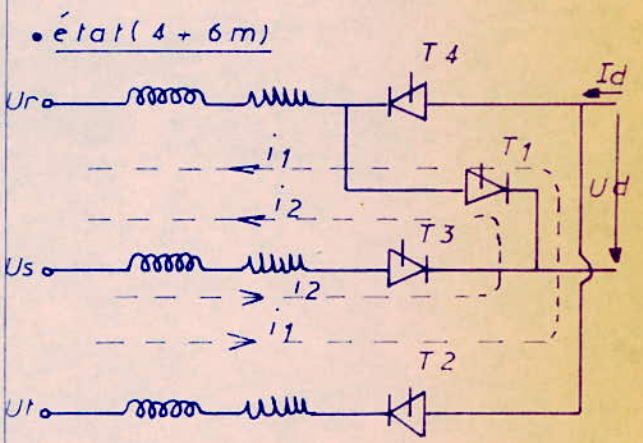 • état(4 + 6m)
T4
Id
Ur
i1
T1
Ud
i2
T3
Us
i2
i1
T2
Ut